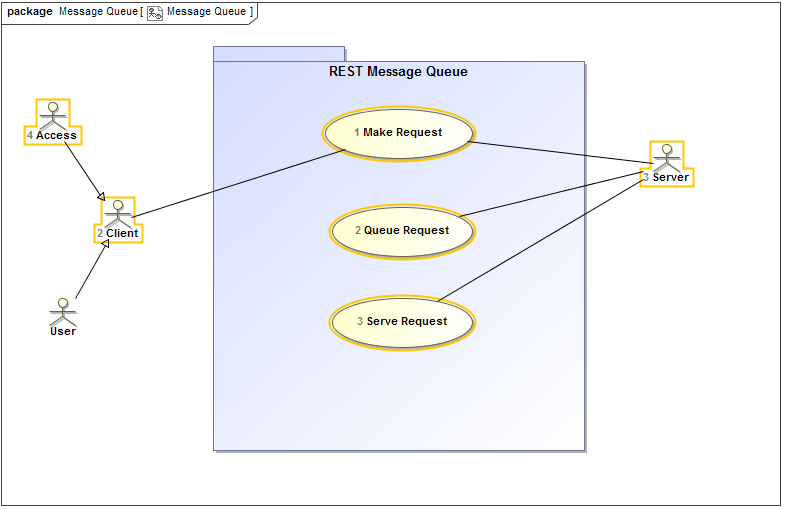 package Message Queue [ Message Queue ]
REST Message Queue
1 Make Request
4 Access
3 Server
2 Client
2 Queue Request
3 Serve Request
User